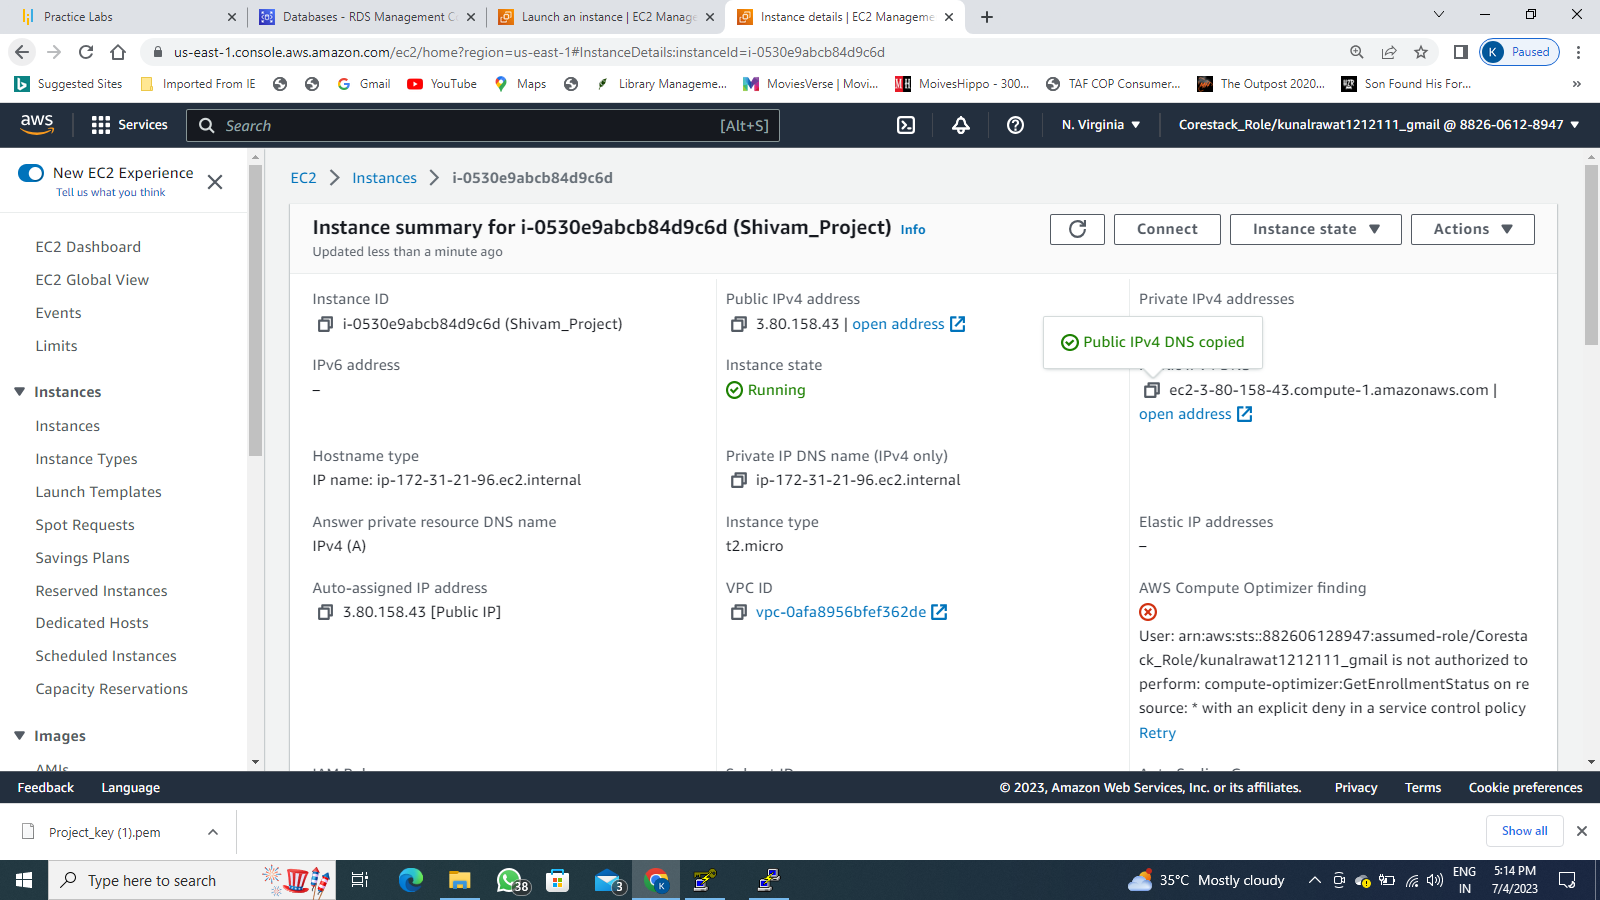 Practice Labs
Databases - RDS Management C
Launch an instance | EC2 Manage
Instance details | EC2 Manageme
us-east-1.console.aws.amazon.com/ec2/home?region=us-east-1#InstanceDetails:instanceId=i-0530e9abcb84d9c6d
K Paused
Suggested Sites
Imported From IE
Gmail
YouTube
Maps
Library Manageme...
MoviesVerse | Movi...
MoivesHippo - 300...
TAF COP Consumer...
The Outpost 2020...
Son Found His For...
»
aws
Services
Search
[Alt+S]
N. Virginia
Corestack_Role/kunalrawat1212111_gmail @ 8826-0612-8947
New EC2 Experience
Tell us what you think
EC2 Dashboard
EC2 Global View
Events
Limits
Instances
Instances
Instance Types
Launch Templates
Spot Requests
Savings Plans
Reserved Instances
Dedicated Hosts
Scheduled Instances
Capacity Reservations
Images
AMIs
EC2
Instances
i-0530e9abcb84d9c6d
Instance summary for i-0530e9abcb84d9c6d (Shivam_Project) Info
Updated less than a minute ago
Connect
Instance state
Actions
Instance ID
i-0530e9abcb84d9c6d (Shivam_Project)
Public IPv4 address
3.80.158.43 | open address
Private IPv4 addresses
Public IPv4 DNS copied
IPv6 address
–
Instance state
Running
ec2-3-80-158-43.compute-1.amazonaws.com |
open address
Hostname type
IP name: ip-172-31-21-96.ec2.internal
Private IP DNS name (IPv4 only)
ip-172-31-21-96.ec2.internal
Answer private resource DNS name
IPv4 (A)
Instance type
t2.micro
Elastic IP addresses
–
Auto-assigned IP address
3.80.158.43 [Public IP]
VPC ID
vpc-0afa8956bfef362de
AWS Compute Optimizer finding
User: arn:aws:sts::882606128947:assumed-role/Coresta
ck_Role/kunalrawat1212111_gmail is not authorized to
perform: compute-optimizer:GetEnrollmentStatus on re
source: * with an explicit deny in a service control policy
Retry
Feedback
Language
© 2023, Amazon Web Services, Inc. or its affiliates.
Privacy
Terms
Cookie preferences
Project_key (1).pem
Show all
Type here to search
38
3
K
35°C Mostly cloudy
ENG
IN
5:14 PM
7/4/2023